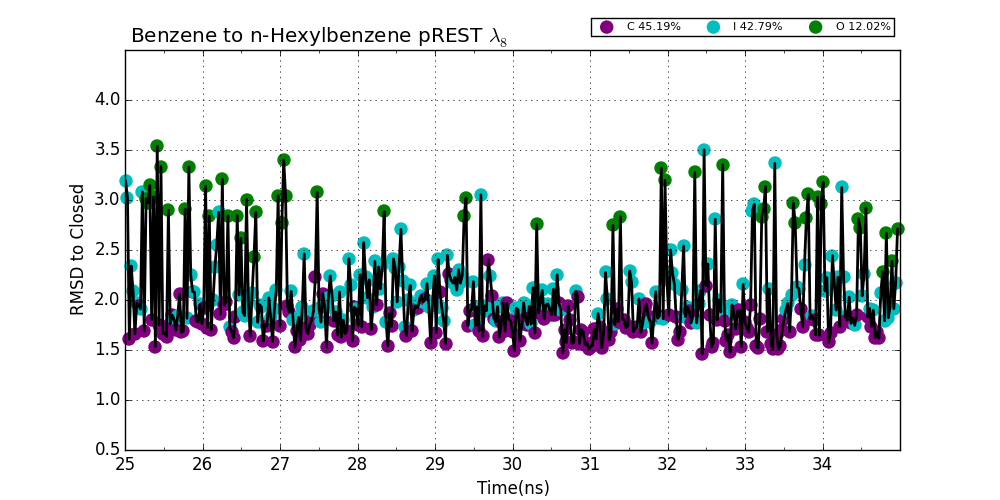 Benzene to n-Hexylbenzene pREST λ₈
C 45.19% I 42.79% O 12.02%
RMSD to Closed
4.0
3.5
3.0
2.5
2.0
1.5
1.0
0.5
25 26 27 28 29 30 31 32 33 34
Time(ns)